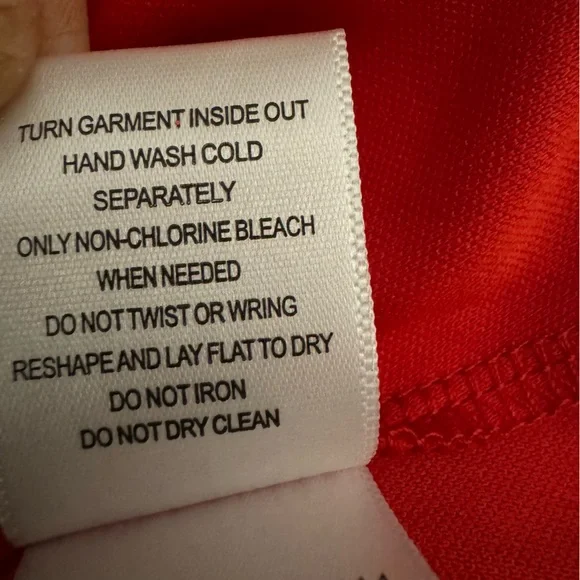 TURN GARMENT INSIDE OUT
HAND WASH COLD
SEPARATELY
ONLY NON-CHLORINE BLEACH
WHEN NEEDED
DO NOT TWIST OR WRING
RESHAPE AND LAY FLAT TO DRY
DO NOT IRON
DO NOT DRY CLEAN